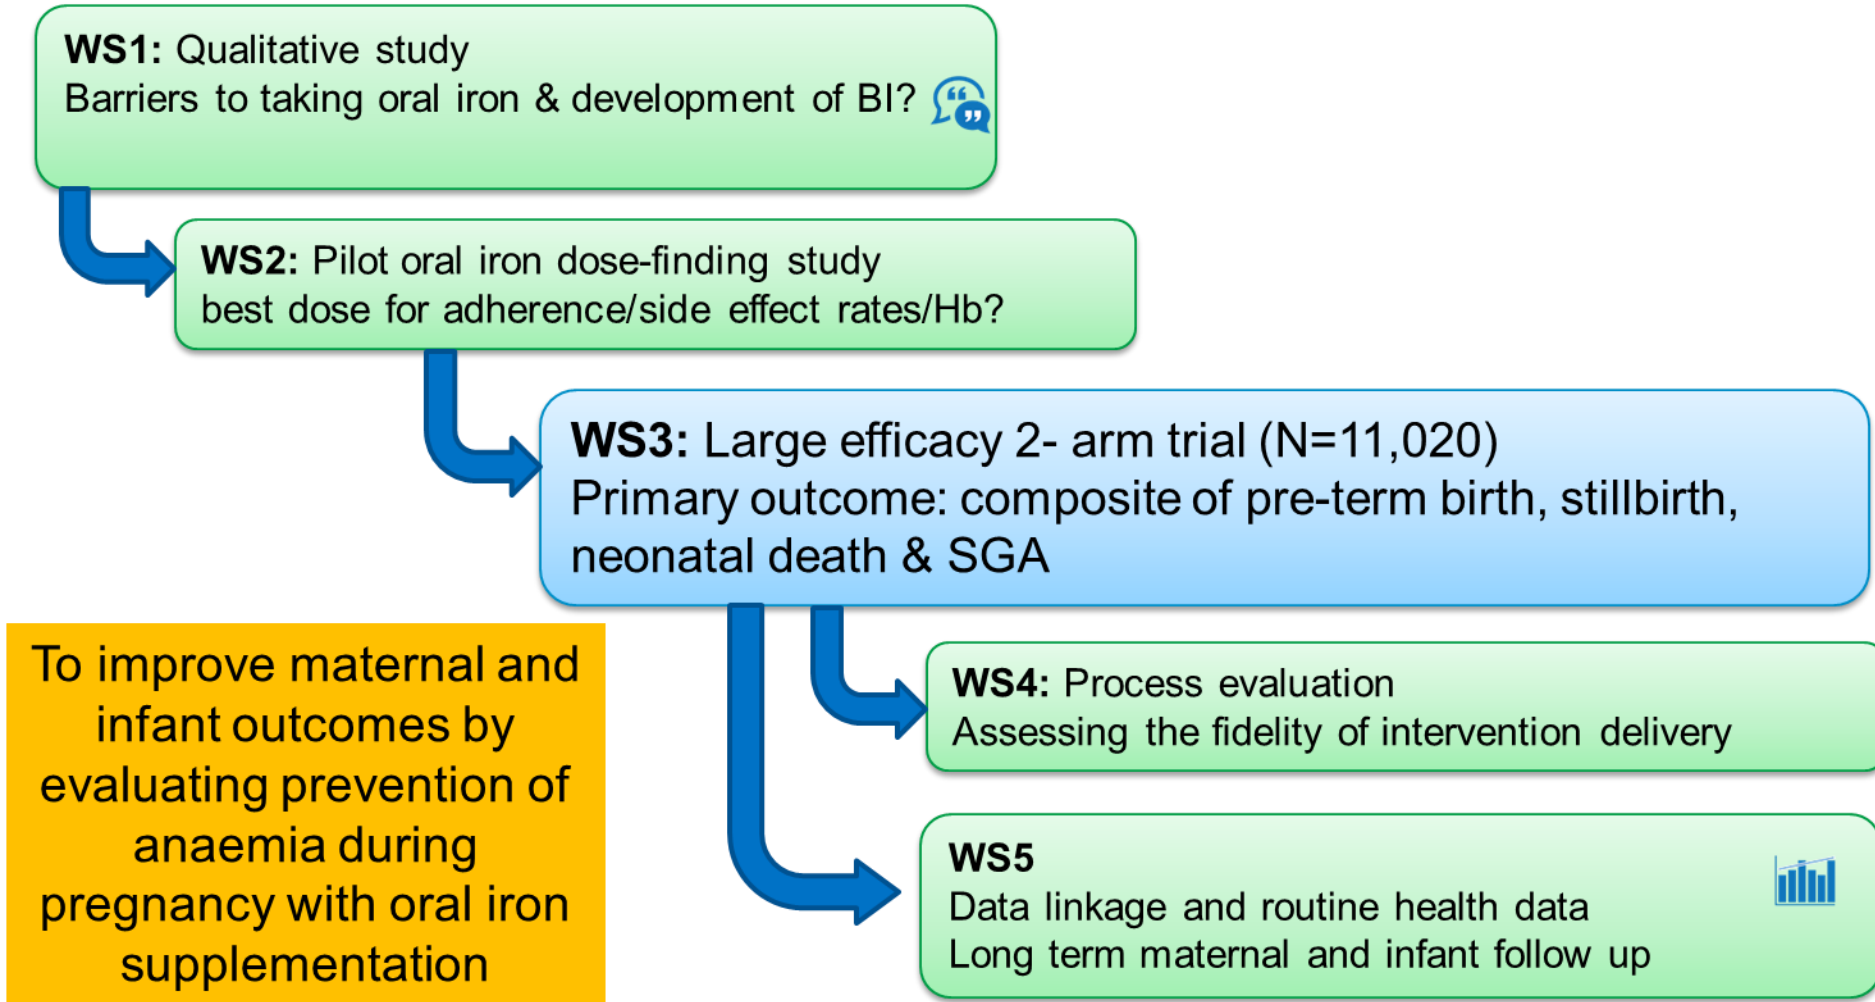 WS1: Qualitative study
Barriers to taking oral iron & development of BI?
WS2: Pilot oral iron dose-finding study
best dose for adherence/side effect rates/Hb?
WS3: Large efficacy 2- arm trial (N=11,020)
Primary outcome: composite of pre-term birth, stillbirth,
neonatal death & SGA
To improve maternal and
infant outcomes by
evaluating prevention of
anaemia during
pregnancy with oral iron
supplementation
WS4: Process evaluation
Assessing the fidelity of intervention delivery
WS5
Data linkage and routine health data
Long term maternal and infant follow up